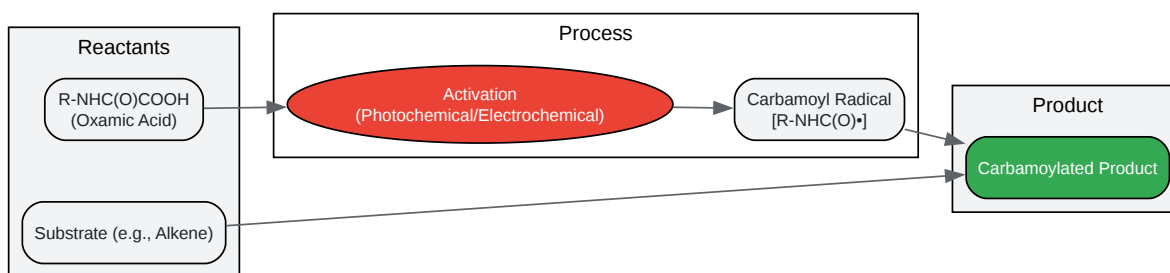 Reactants
R-NHC(O)COOH
(Oxamic Acid)
Substrate (e.g., Alkene)
Process
Activation
(Photochemical/Electrochemical)
Carbamoyl Radical
[R-NHC(O)•]
Product
Carbamoylated Product